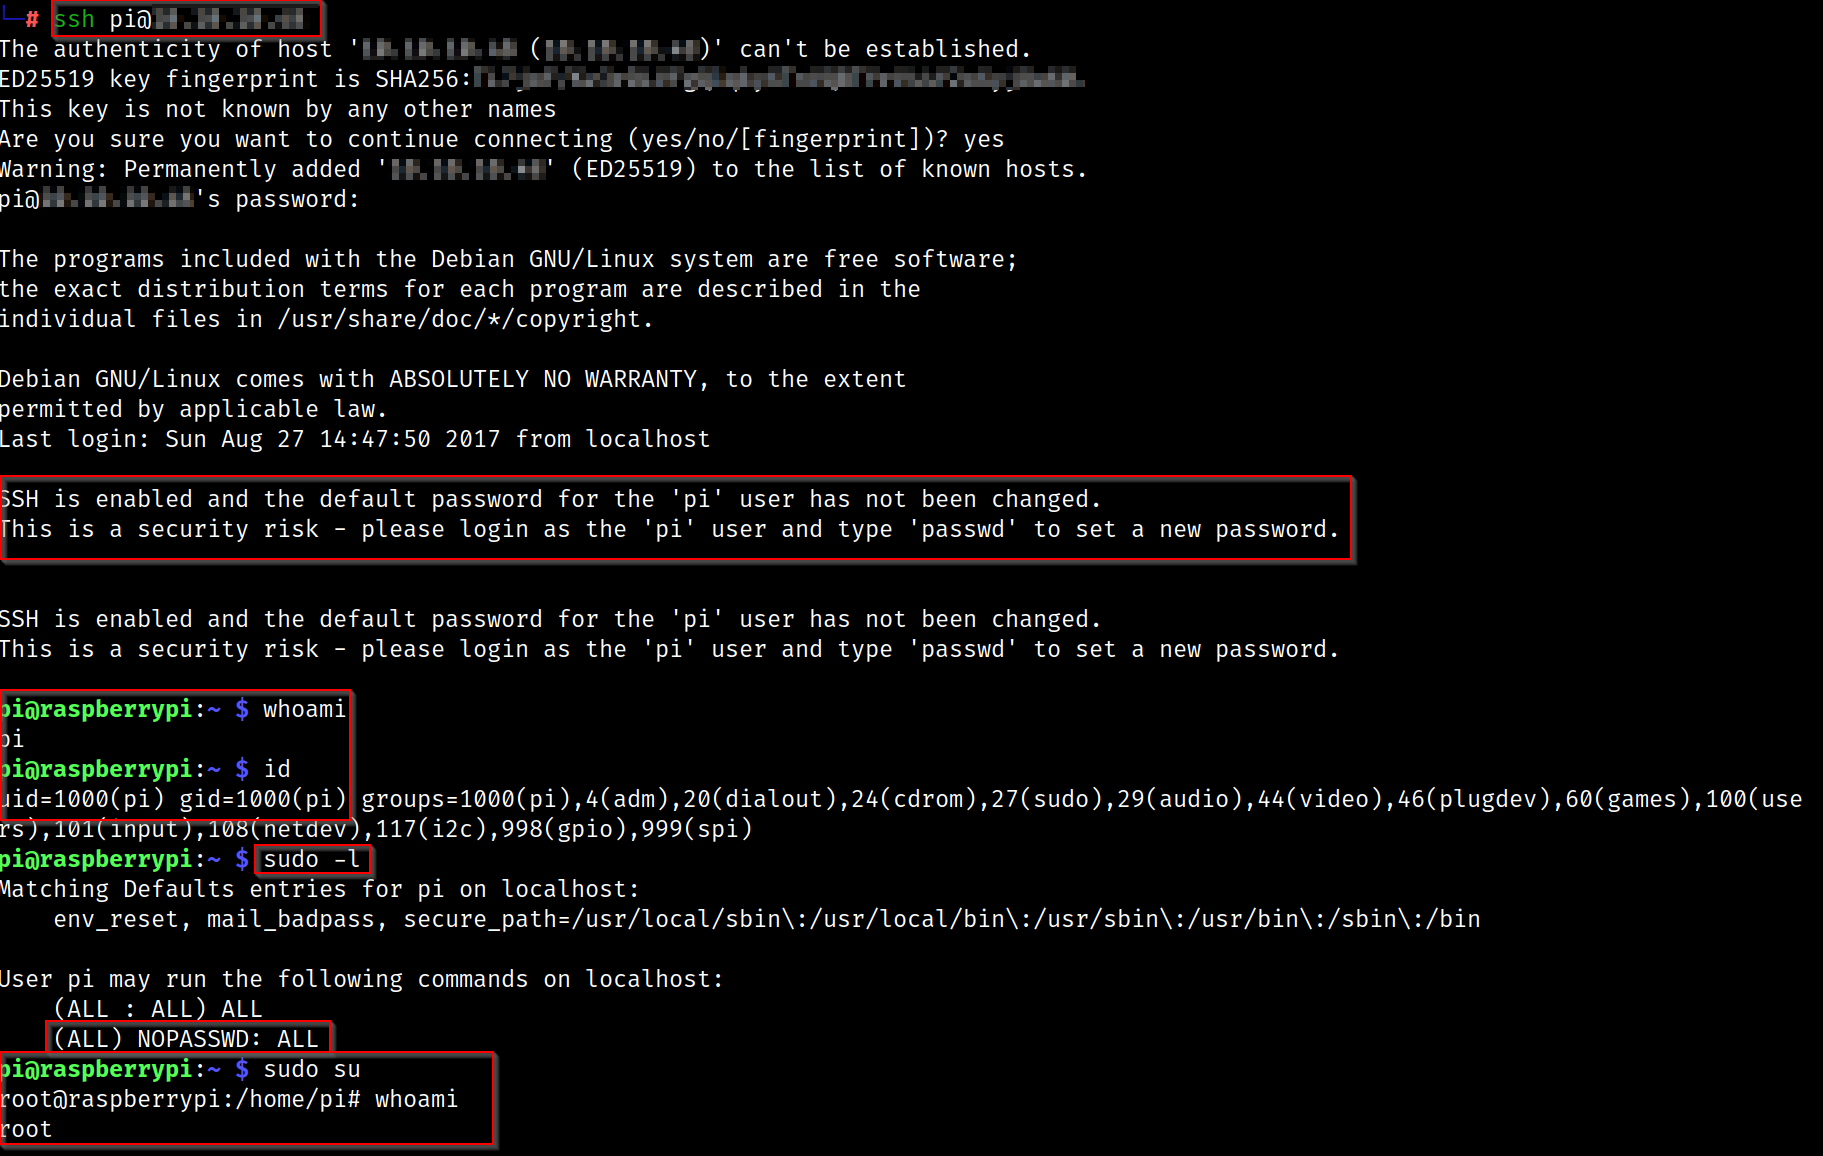 └─# ssh pi@
The authenticity of host ' ( )' can't be established.
ED25519 key fingerprint is SHA256:
This key is not known by any other names
Are you sure you want to continue connecting (yes/no/[fingerprint])? yes
Warning: Permanently added ' ' (ED25519) to the list of known hosts.
pi@ 's password:
The programs included with the Debian GNU/Linux system are free software;
the exact distribution terms for each program are described in the
individual files in /usr/share/doc/*/copyright.
Debian GNU/Linux comes with ABSOLUTELY NO WARRANTY, to the extent
permitted by applicable law.
Last login: Sun Aug 27 14:47:50 2017 from localhost
SSH is enabled and the default password for the 'pi' user has not been changed.
This is a security risk - please login as the 'pi' user and type 'passwd' to set a new password.
SSH is enabled and the default password for the 'pi' user has not been changed.
This is a security risk - please login as the 'pi' user and type 'passwd' to set a new password.
pi@raspberrypi:~ $ whoami
pi
pi@raspberrypi:~ $ id
uid=1000(pi) gid=1000(pi) groups=1000(pi),4(adm),20(dialout),24(cdrom),27(sudo),29(audio),44(video),46(plugdev),60(games),100(use
rs),101(input),108(netdev),117(i2c),998(gpio),999(spi)
pi@raspberrypi:~ $ sudo -l
Matching Defaults entries for pi on localhost:
    env_reset, mail_badpass, secure_path=/usr/local/sbin\:/usr/local/bin\:/usr/sbin\:/usr/bin\:/sbin\:/bin
User pi may run the following commands on localhost:
    (ALL : ALL) ALL
    (ALL) NOPASSWD: ALL
pi@raspberrypi:~ $ sudo su
root@raspberrypi:/home/pi# whoami
root